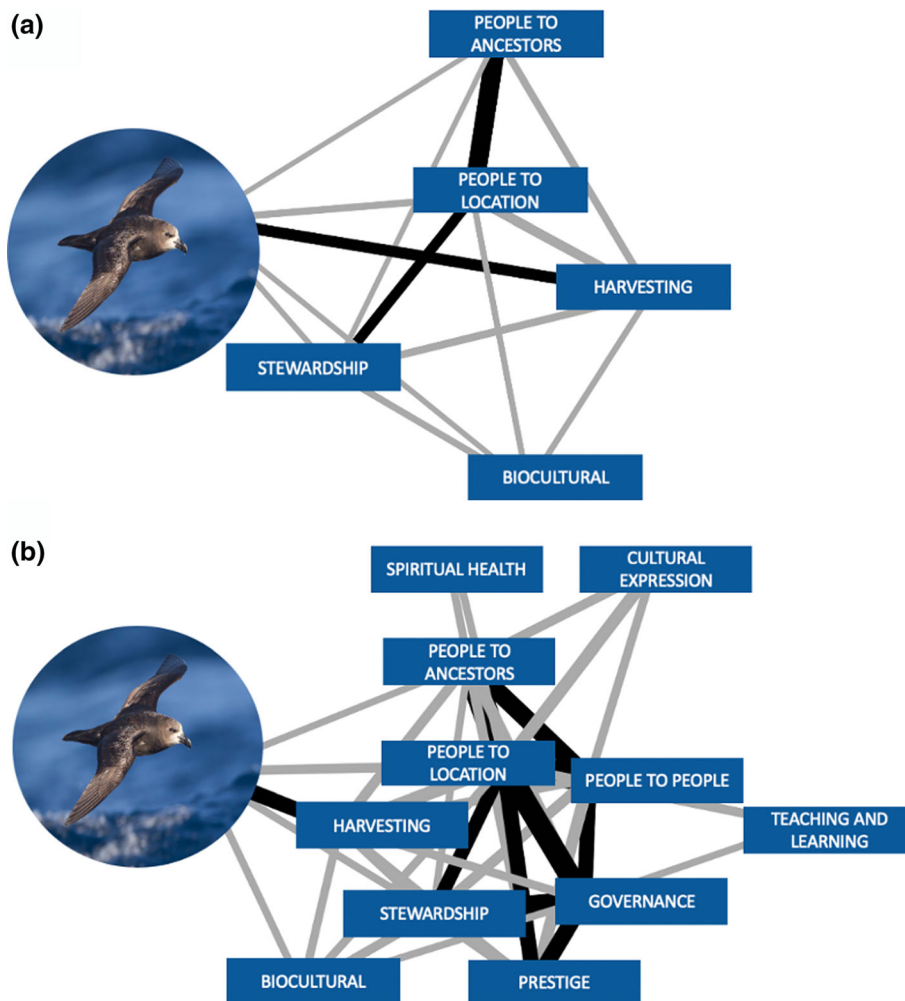 (a)
PEOPLE TO
ANCESTORS
PEOPLE TO
LOCATION
HARVESTING
STEWARDSHIP
BIOCULTURAL
(b)
SPIRITUAL HEALTH
CULTURAL
EXPRESSION
PEOPLE TO
ANCESTORS
PEOPLE TO
LOCATION
PEOPLE TO PEOPLE
HARVESTING
TEACHING AND
LEARNING
STEWARDSHIP
GOVERNANCE
BIOCULTURAL
PRESTIGE